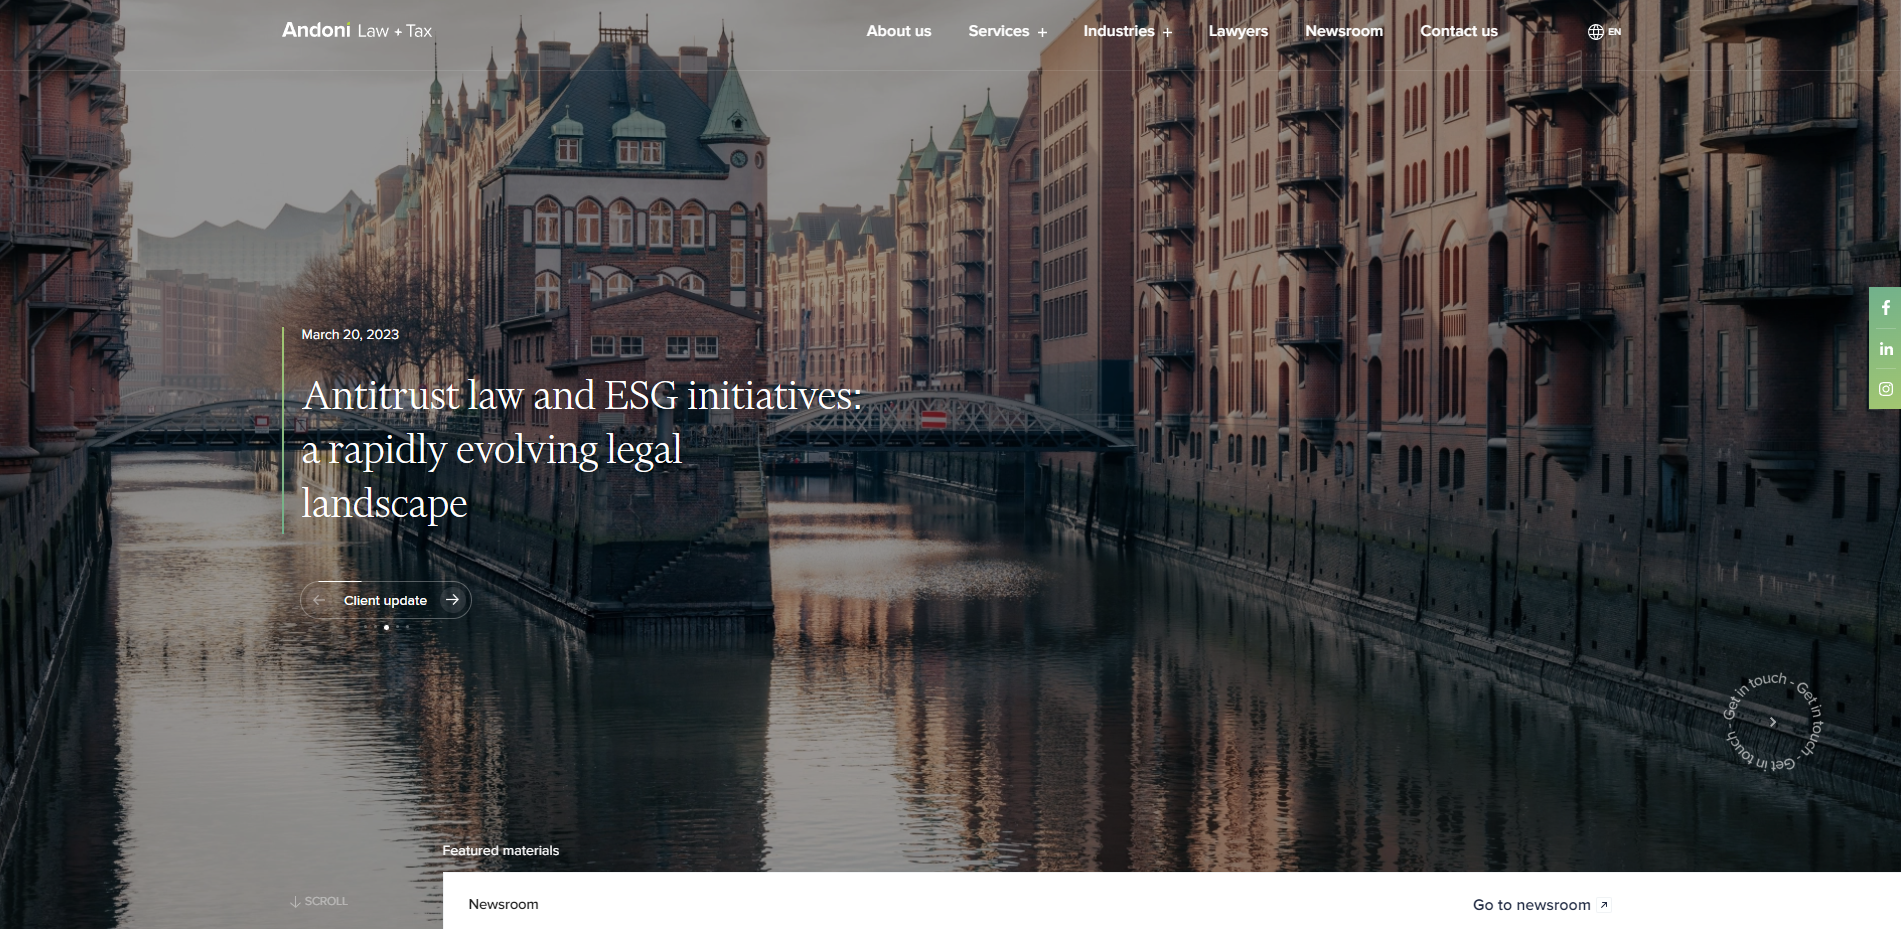 Andoni Law + Tax
About us
Services +
Industries +
Lawyers
Newsroom
Contact us
EN
March 20, 2023
Antitrust law and ESG initiatives:
a rapidly evolving legal
landscape
Client update
Get in touch - Get in touch - Get in touch -
Featured materials
SCROLL
Newsroom
Go to newsroom